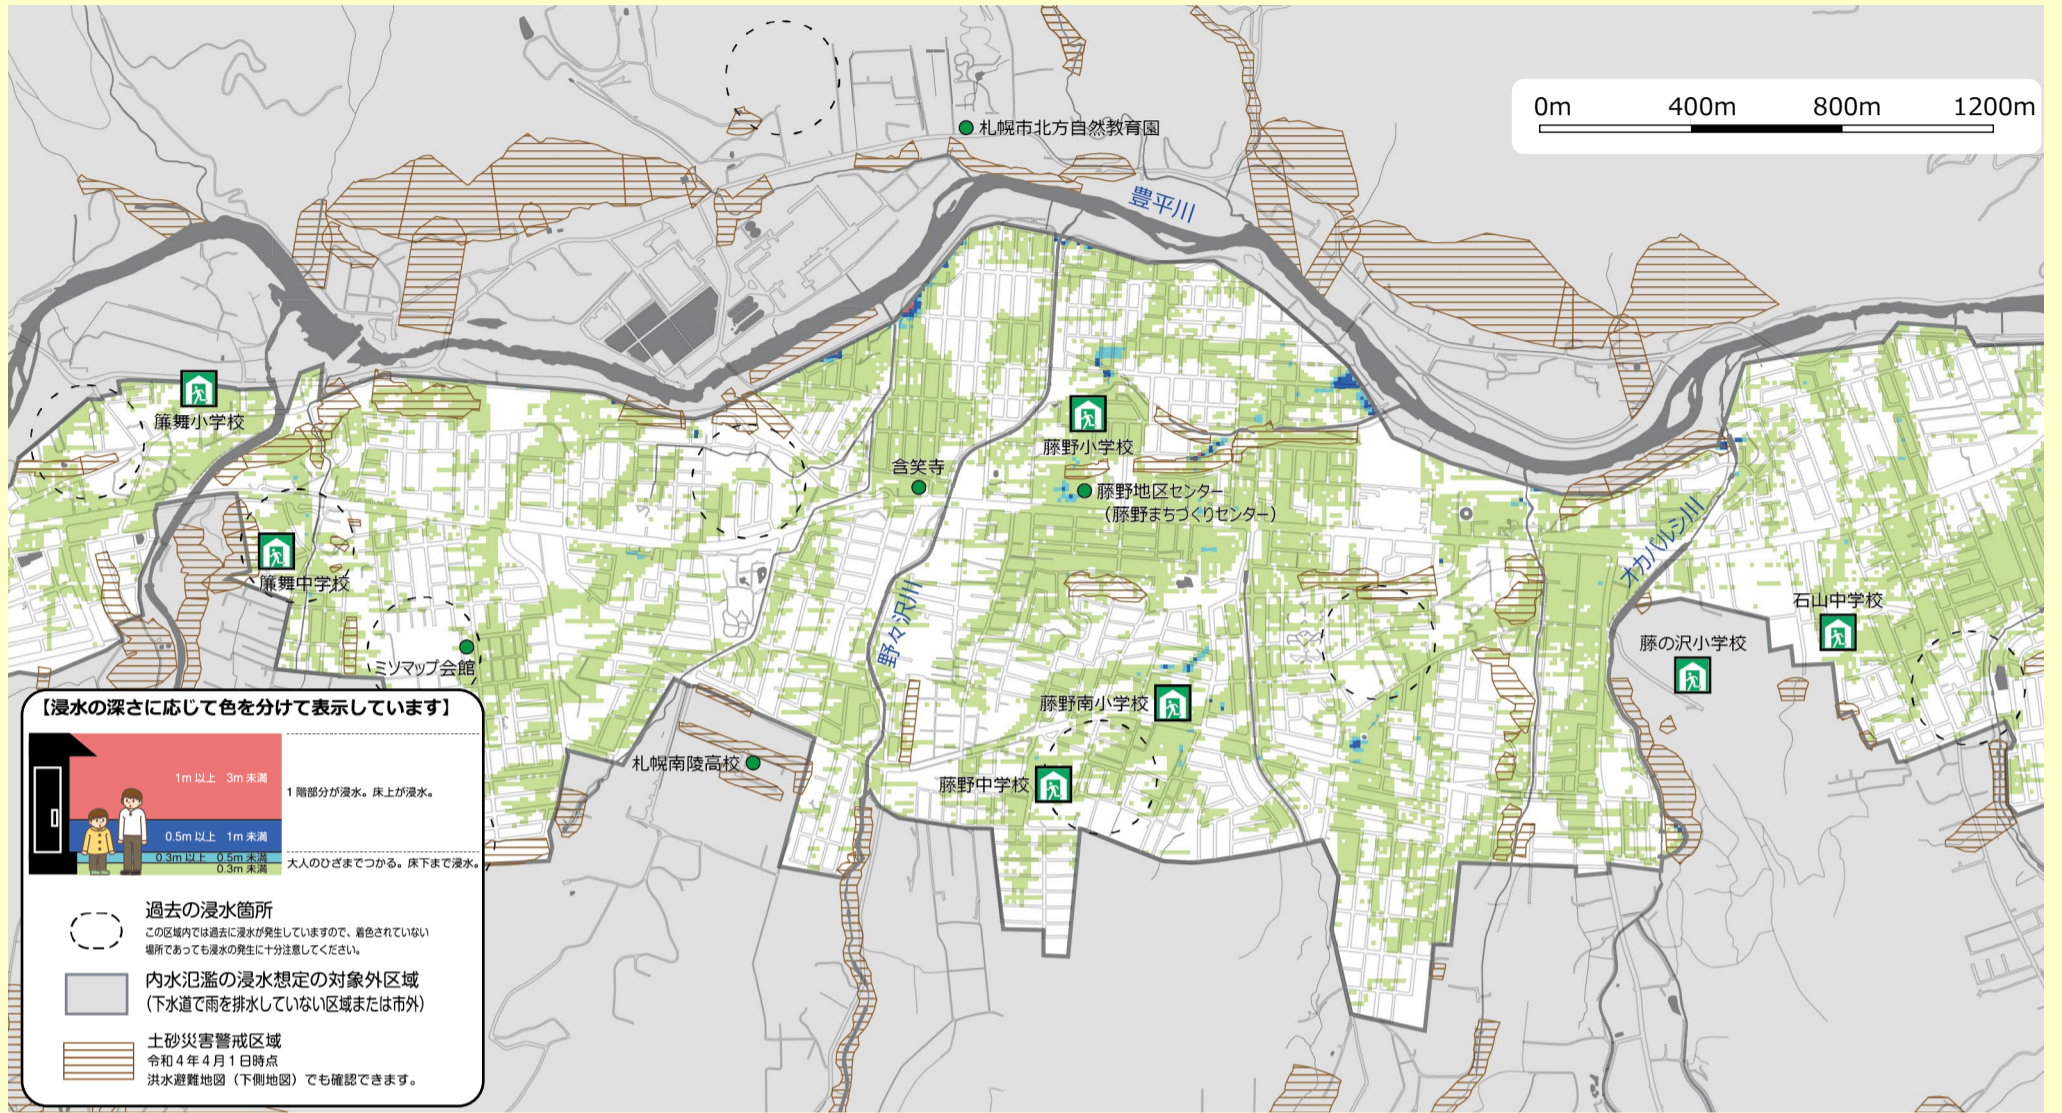 0m 400m 800m 1200m
札幌市北方自然教育園
豊平川
簾舞小学校
藤野小学校
含笑寺
藤野地区センター
(藤野まちづくりセンター)
オカバルシ川
簾舞中学校
野々沢川
石山中学校
藤の沢小学校
ミソマップ会館
藤野南小学校
札幌南陵高校
藤野中学校
【浸水の深さに応じて色を分けて表示しています】
1m 以上 3m 未満
1階部分が浸水。床上が浸水。
0.5m 以上 1m 未満
0.3m 以上 0.5m 未満
大人のひざまでつかる。床下まで浸水。
0.3m 未満
過去の浸水箇所
この区域内では過去に浸水が発生していますので、着色されていない
場所であっても浸水の発生に十分注意してください。
内水氾濫の浸水想定の対象外区域
(下水道で雨を排水していない区域または市外)
土砂災害警戒区域
令和4年4月1日時点
洪水避難地図(下側地図)でも確認できます。